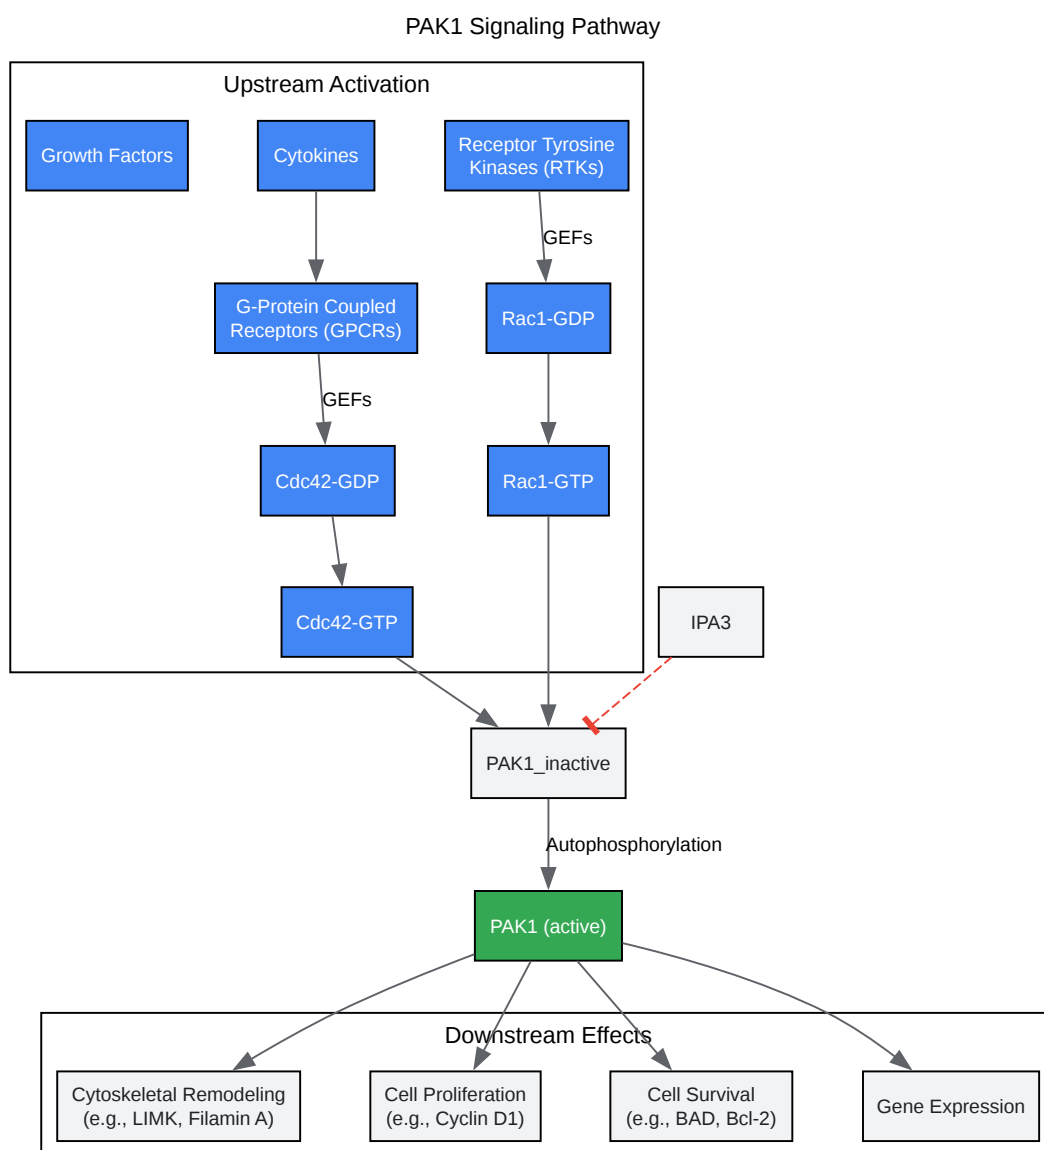 PAK1 Signaling Pathway
Upstream Activation
Growth Factors
Cytokines
Receptor Tyrosine
Kinases (RTKs)
GEFs
G-Protein Coupled
Receptors (GPCRs)
Rac1-GDP
GEFs
Cdc42-GDP
Rac1-GTP
Cdc42-GTP
IPA3
PAK1_inactive
Autophosphorylation
PAK1 (active)
Downstream Effects
Cytoskeletal Remodeling
(e.g., LIMK, Filamin A)
Cell Proliferation
(e.g., Cyclin D1)
Cell Survival
(e.g., BAD, Bcl-2)
Gene Expression